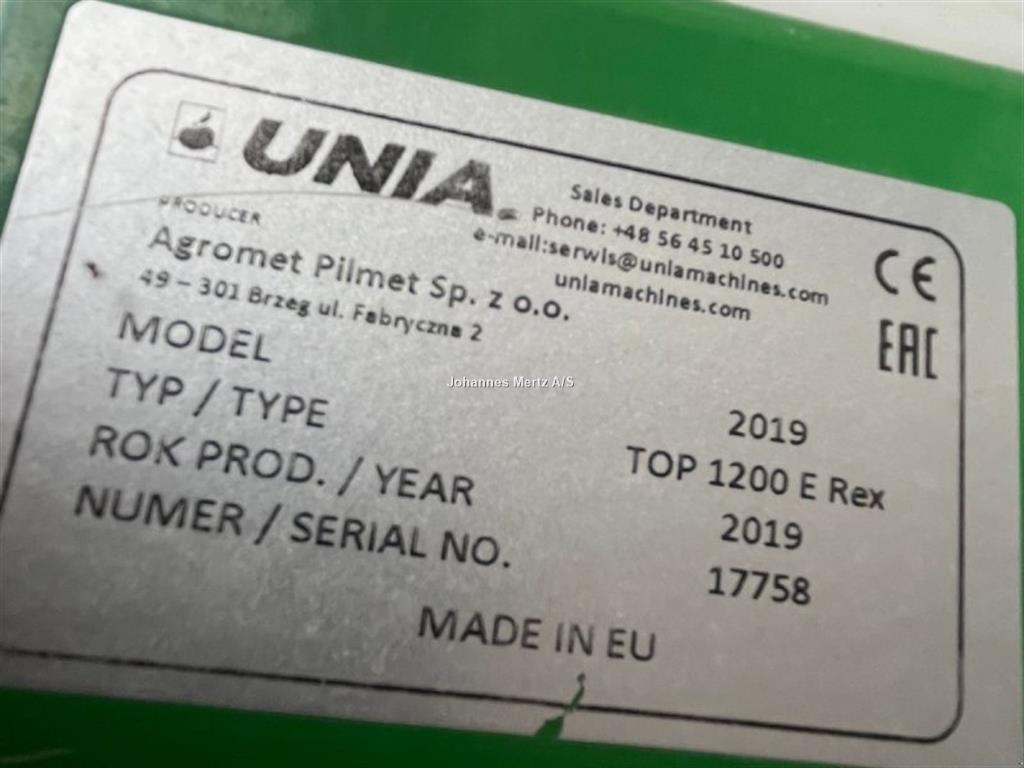 UNIA
Sales Department
Phone: +48 56 45 10 500
e-mail:serwis@uniamachines.com
uniamachines.com
CE
EAC
PRODUCER
Agromet Pilmet Sp. z o.o.
49 – 301 Brzeg ul. Fabryczna 2
MODEL 2019
TYP / TYPE TOP 1200 E Rex
ROK PROD. / YEAR 2019
NUMER / SERIAL NO. 17758
MADE IN EU
Johannes Mertz A/S